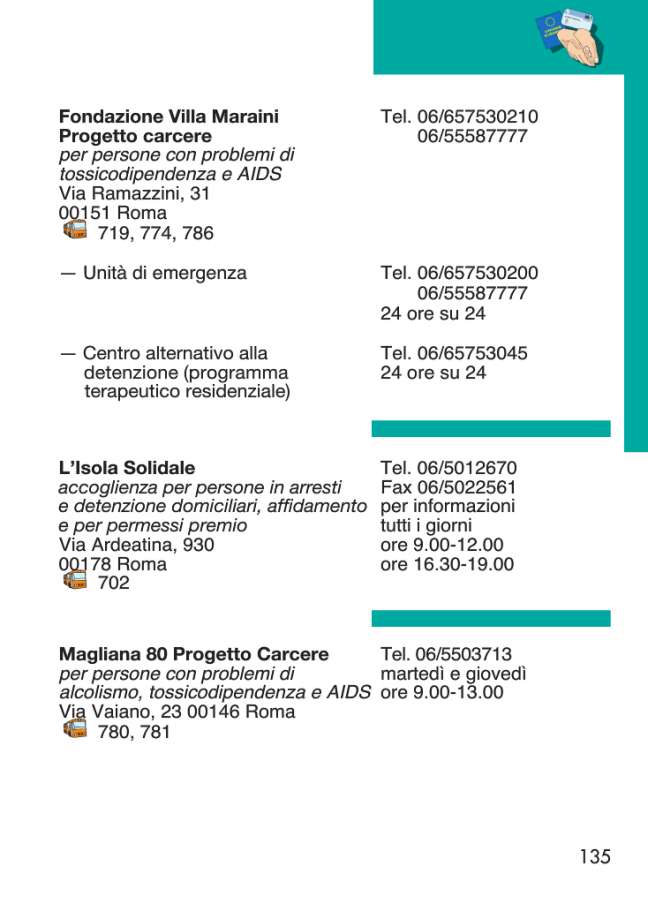 Fondazione Villa Maraini
Progetto carcere
per persone con problemi di
tossicodipendenza e AIDS
Via Ramazzini, 31
00151 Roma
719, 774, 786
Tel. 06/657530210
06/55587777
— Unità di emergenza
Tel. 06/657530200
06/55587777
24 ore su 24
— Centro alternativo alla
detenzione (programma
terapeutico residenziale)
Tel. 06/65753045
24 ore su 24
L'Isola Solidale
accoglienza per persone in arresti
e detenzione domiciliari, affidamento
e per permessi premio
Via Ardeatina, 930
00178 Roma
702
Tel. 06/5012670
Fax 06/5022561
per informazioni
tutti i giorni
ore 9.00-12.00
ore 16.30-19.00
Magliana 80 Progetto Carcere
per persone con problemi di
alcolismo, tossicodipendenza e AIDS
Via Vaiano, 23 00146 Roma
780, 781
Tel. 06/5503713
martedì e giovedì
ore 9.00-13.00
135